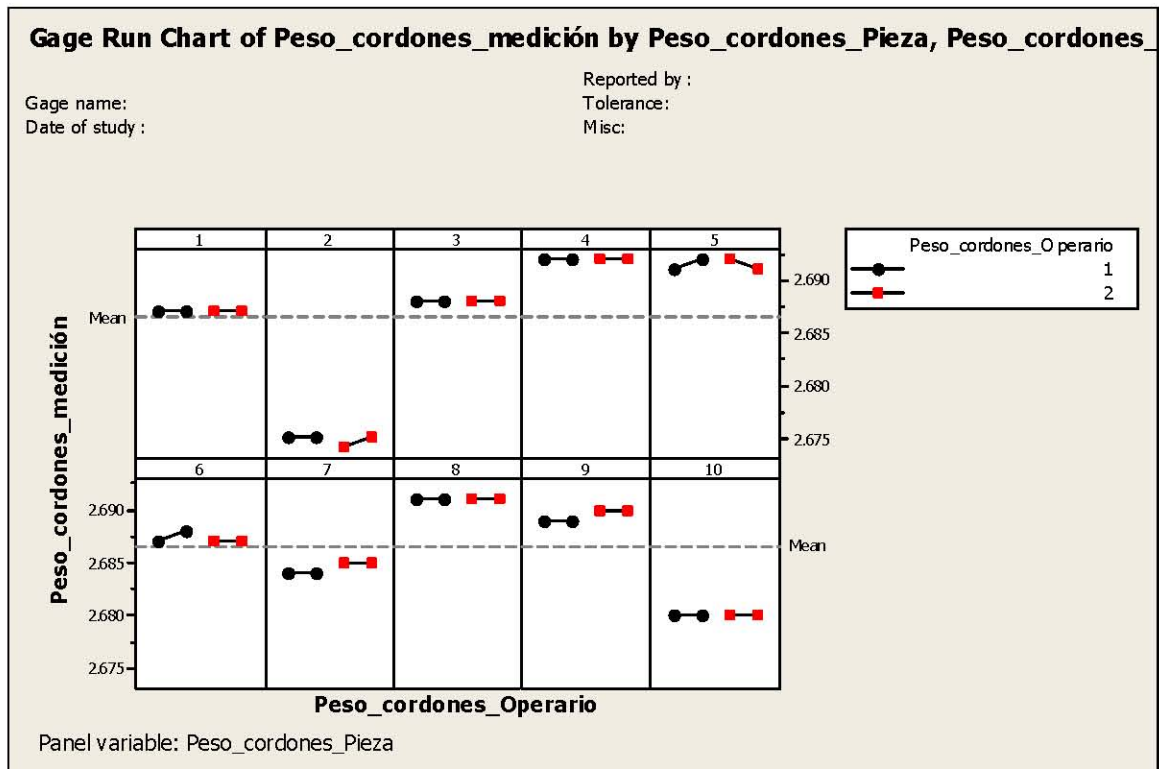 Gage Run Chart of Peso_cordones_medición by Peso_cordones_Pieza, Peso_cordones_
Reported by :
Gage name:
Tolerance:
Date of study :
Misc:
1 2 3 4 5
Peso_cordones_Operario
1
2
2.690
Mean
2.685
2.680
2.675
Peso_cordones_medición
6 7 8 9 10
2.690
Mean
2.685
2.680
2.675
Peso_cordones_Operario
Panel variable: Peso_cordones_Pieza